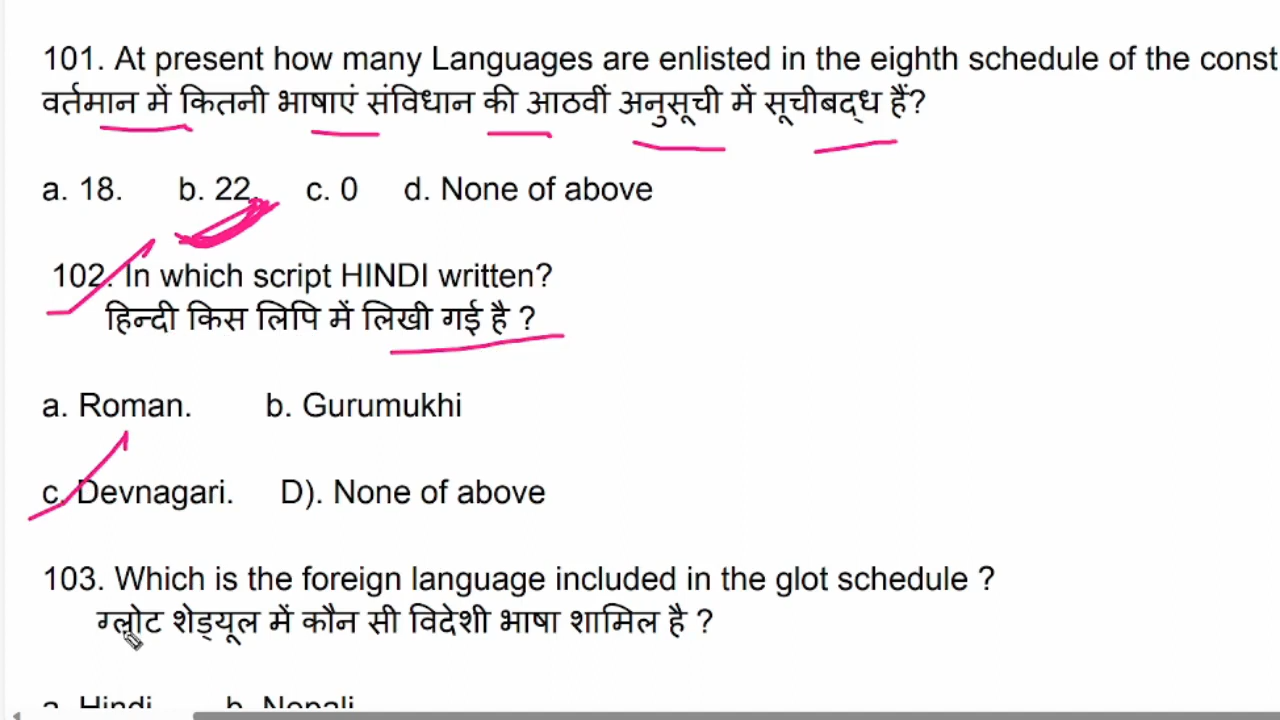 101. At present how many Languages are enlisted in the eighth schedule of the const
वर्तमान में कितनी भाषाएं संविधान की आठवीं अनुसूची में सूचीबद्ध हैं?
a. 18. b. 22. c. 0 d. None of above
102. In which script HINDI written?
हिन्दी किस लिपि में लिखी गई है ?
a. Roman. b. Gurumukhi
c. Devnagari. D). None of above
103. Which is the foreign language included in the glot schedule ?
ग्लोट शेड्यूल में कौन सी विदेशी भाषा शामिल है ?
a. Hindi b. Nepali